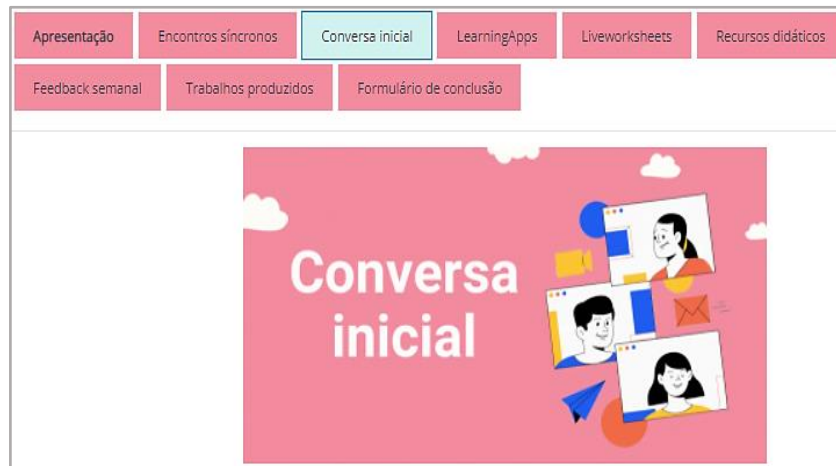 Apresentação Encontros síncronos Conversa inicial LearningApps Liveworksheets Recursos didáticos
Feedback semanal Trabalhos produzidos Formulário de conclusão
Conversa
inicial